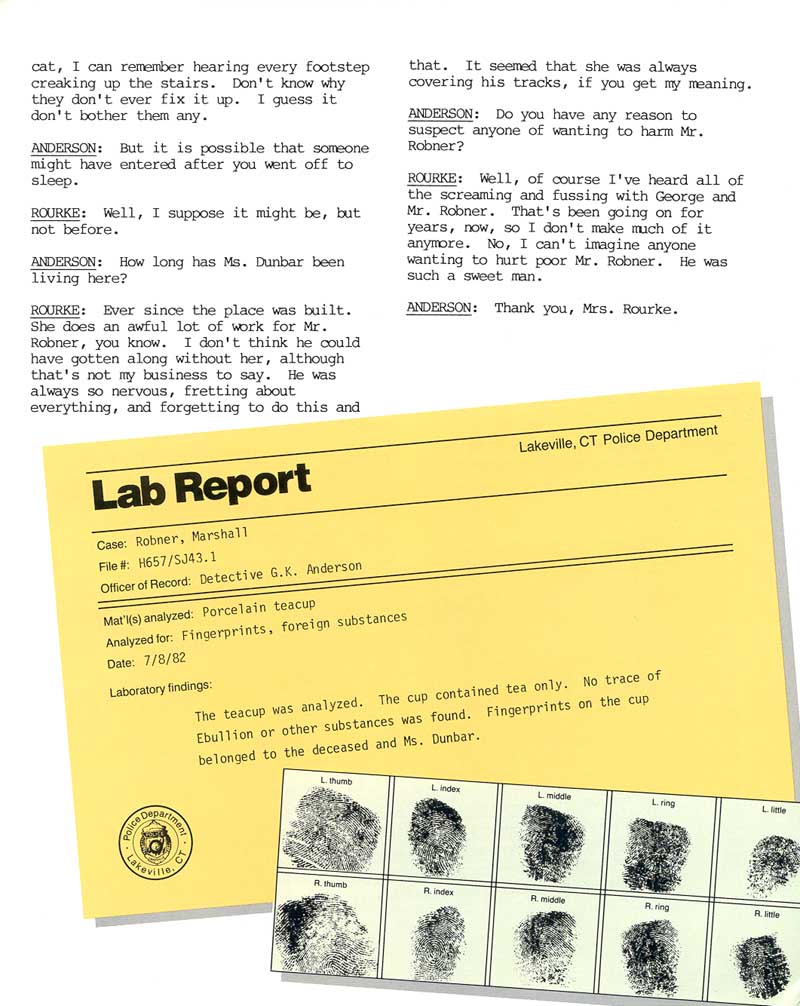 cat, I can remember hearing every footstep
creaking up the stairs.  Don't know why
they don't ever fix it up.  I guess it
don't bother them any.
ANDERSON:  But it is possible that someone
might have entered after you went off to
sleep.
ROURKE:  Well, I suppose it might be, but
not before.
ANDERSON:  How long has Ms. Dunbar been
living here?
ROURKE:  Ever since the place was built.
She does an awful lot of work for Mr.
Robner, you know.  I don't think he could
have gotten along without her, although
that's not my business to say.  He was
always so nervous, fretting about
everything, and forgetting to do this and
that.  It seemed that she was always
covering his tracks, if you get my meaning.
ANDERSON:  Do you have any reason to
suspect anyone of wanting to harm Mr.
Robner?
ROURKE:  Well, of course I've heard all of
the screaming and fussing with George and
Mr. Robner.  That's been going on for
years, now, so I don't make much of it
anymore.  No, I can't imagine anyone
wanting to hurt poor Mr. Robner.  He was
such a sweet man.
ANDERSON:  Thank you, Mrs. Rourke.
Lakeville, CT Police Department
Lab Report
Case: Robner, Marshall
File #: H657/SJ43.1
Officer of Record: Detective G.K. Anderson
Mat'l(s) analyzed: Porcelain teacup
Analyzed for: Fingerprints, foreign substances
Date: 7/8/82
Laboratory findings:
The teacup was analyzed.  The cup contained tea only.  No trace of
Ebullion or other substances was found.  Fingerprints on the cup
belonged to the deceased and Ms. Dunbar.
Police Department
Lakeville, CT
L. thumb
L. index
L. middle
L. ring
L. little
R. thumb
R. index
R. middle
R. ring
R. little